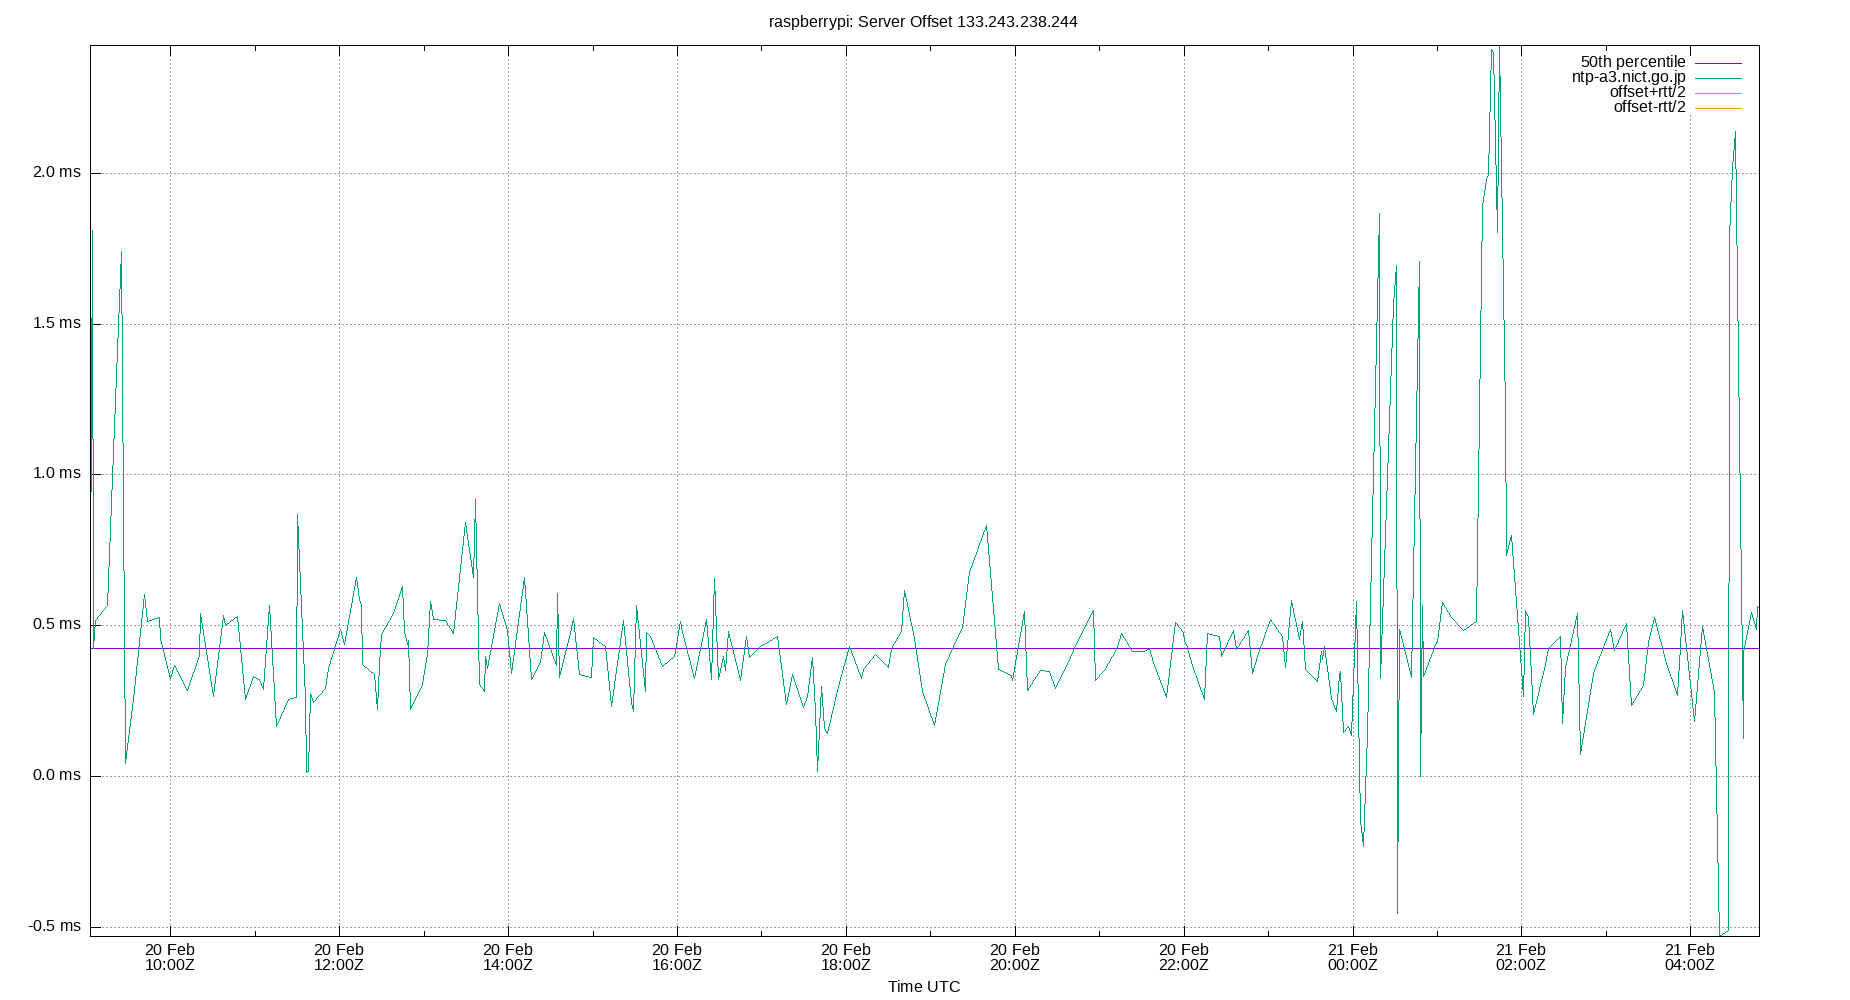 raspberrypi: Server Offset 133.243.238.244
50th percentile
ntp-a3.nict.go.jp
offset+rtt/2
offset-rtt/2
2.0 ms
1.5 ms
1.0 ms
0.5 ms
0.0 ms
-0.5 ms
20 Feb 20 Feb 20 Feb 20 Feb 20 Feb 20 Feb 20 Feb 21 Feb 21 Feb 21 Feb
10:00Z 12:00Z 14:00Z 16:00Z 18:00Z 20:00Z 22:00Z 00:00Z 02:00Z 04:00Z
Time UTC